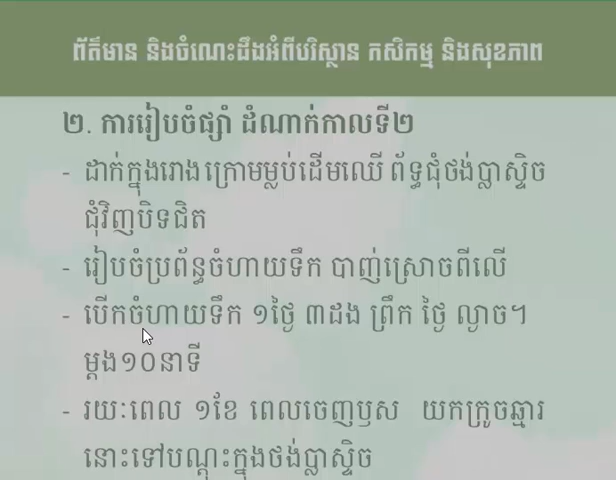 ព័ត៌មាន និងចំណេះដឹងអំពីបរិស្ថាន កសិកម្ម និងសុខភាព
២. ការរៀបចំផ្សាំ ដំណាក់កាលទី២
- ដាក់ក្នុងរោង ក្រោមម្លប់ដើមឈើ ព័ទ្ធជុំថង់ប្លាស្ទិច
ជុំវិញបិទជិត
- រៀបចំប្រព័ន្ធចំហាយទឹក បាញ់ស្រោចពីលើ
- បើកចំហាយទឹក ១ថ្ងៃ ៣ដង ព្រឹក ថ្ងៃ ល្ងាច។
ម្ដង១០នាទី
- រយៈពេល ១ខែ ពេលចេញឫស យកក្រូចឆ្មារ
នោះទៅបណ្ដុះក្នុងថង់ប្លាស្ទិច